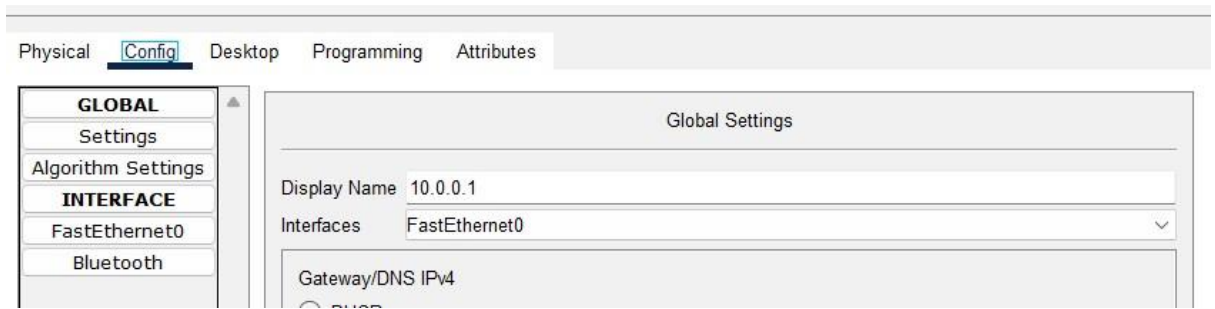 Physical Config Desktop Programming Attributes
GLOBAL
Settings
Algorithm Settings
INTERFACE
FastEthernet0
Bluetooth
Global Settings
Display Name 10.0.0.1
Interfaces FastEthernet0
Gateway/DNS IPv4